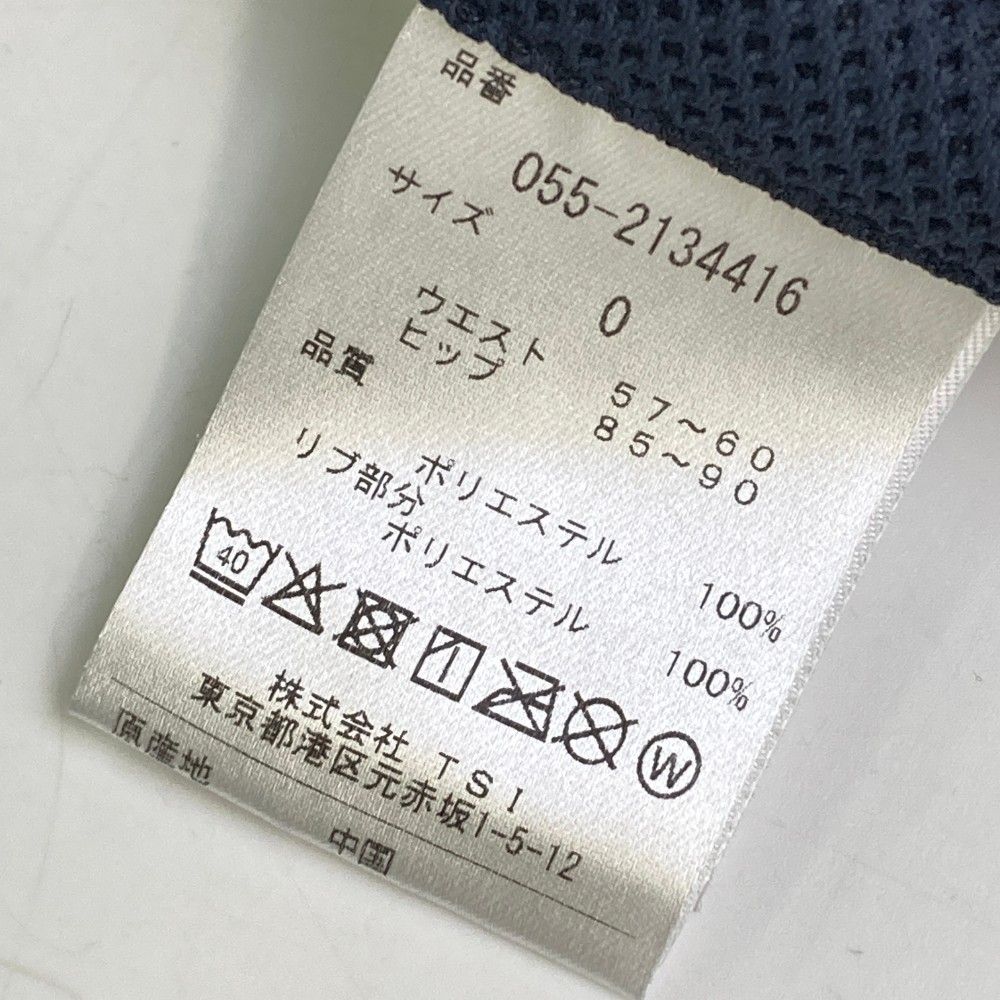 品番
055-2134416
サイズ
0
ウエスト 57～60
ヒップ 85～90
品質
ポリエステル 100%
リブ部分
ポリエステル 100%
40
W
株式会社 TSI
東京都港区元赤坂1-5-12
原産地
中国